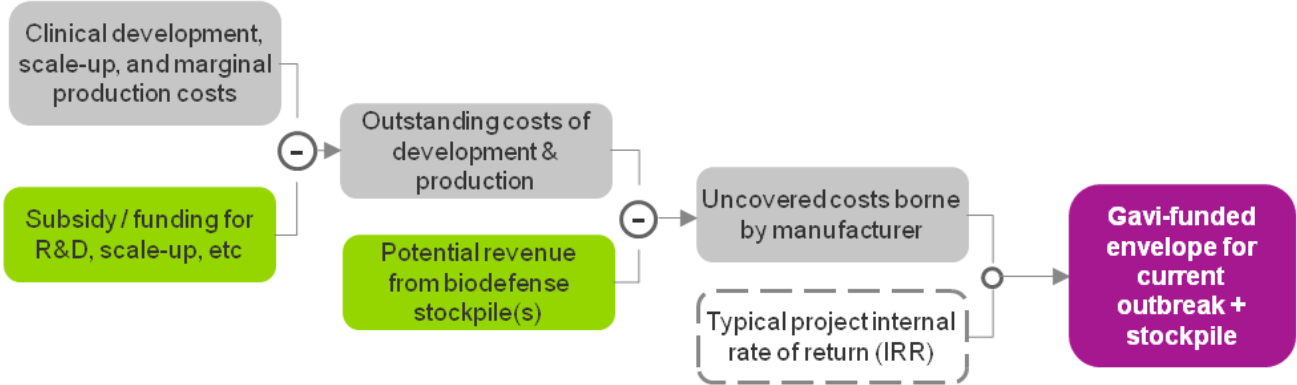 Clinical development,
scale-up, and marginal
production costs
-
Subsidy / funding for
R&D, scale-up, etc
Outstanding costs of
development &
production
-
Potential revenue
from biodefense
stockpile(s)
Uncovered costs borne
by manufacturer
Typical project internal
rate of return (IRR)
Gavi-funded
envelope for
current
outbreak +
stockpile